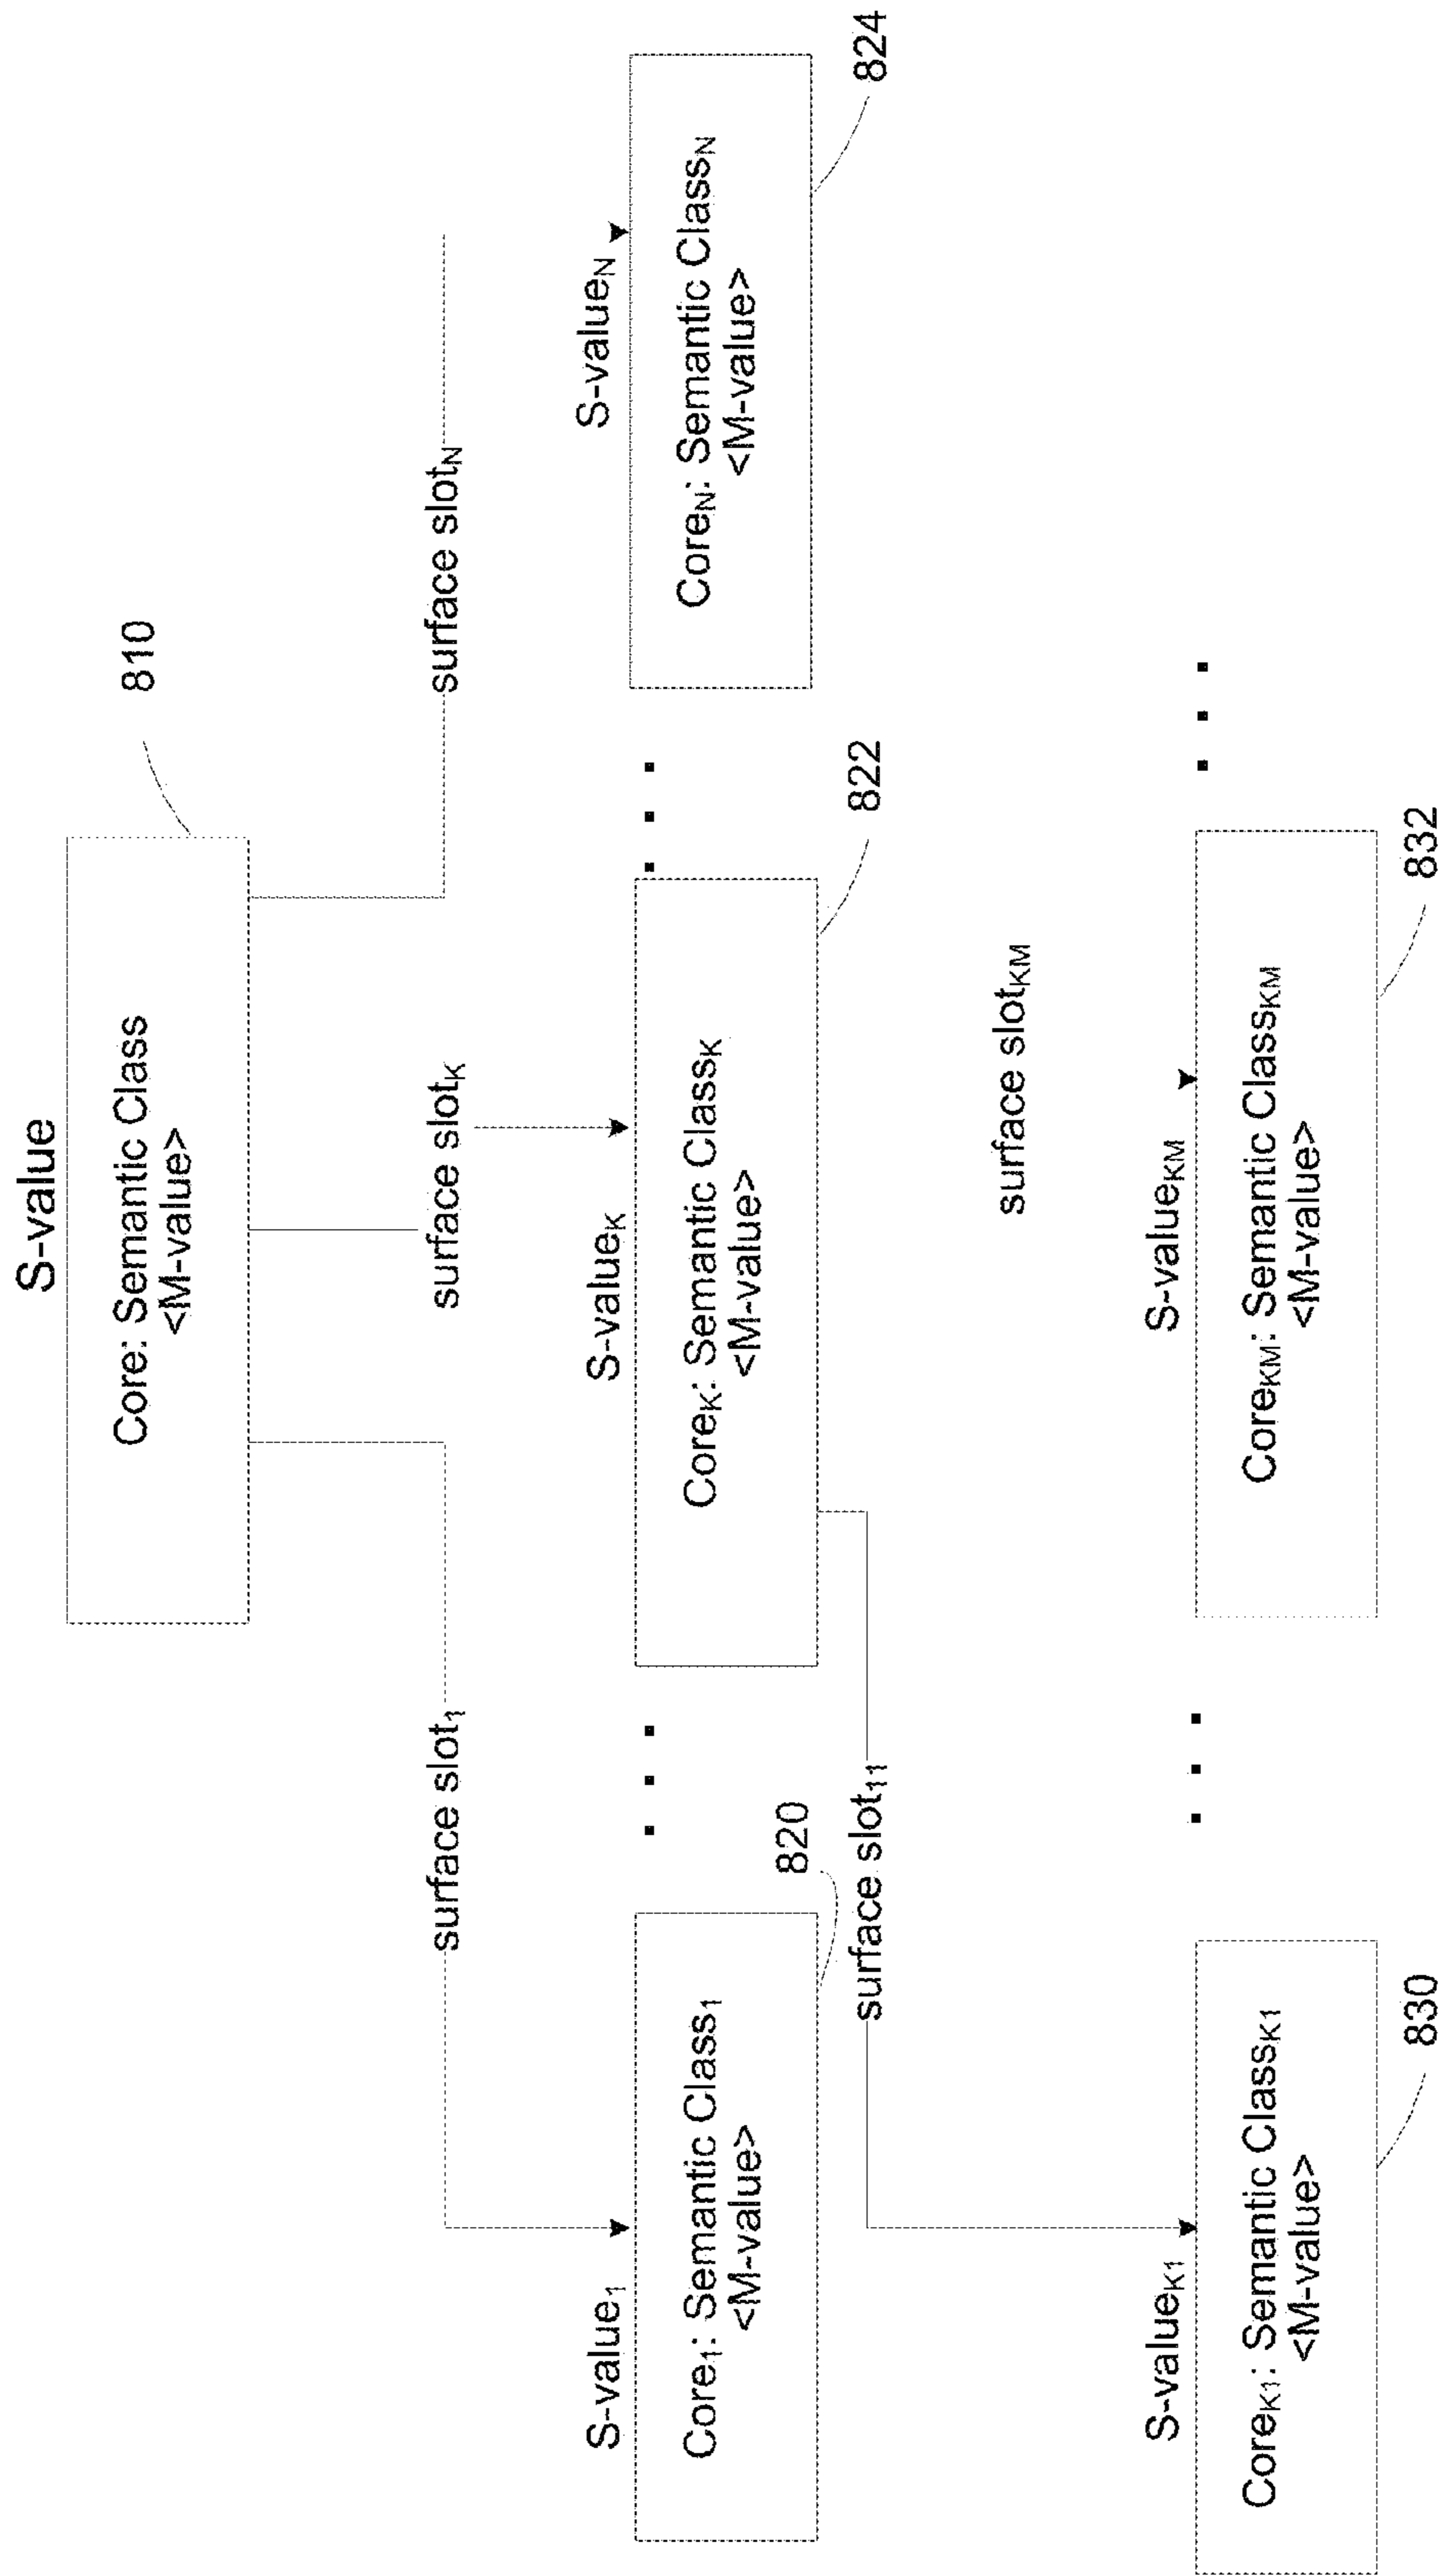 S-value
Core: Semantic Class
<M-value>
810
surface slot₁
surface slotK
surface slotN
S-value₁
S-valueK
S-valueN
Core₁: Semantic Class₁
<M-value>
820
CoreK: Semantic ClassK
<M-value>
822
CoreN: Semantic ClassN
<M-value>
824
surface slot₁₁
surface slotKM
S-valueK1
S-valueKM
CoreK1: Semantic ClassK1
<M-value>
830
CoreKM: Semantic ClassKM
<M-value>
832